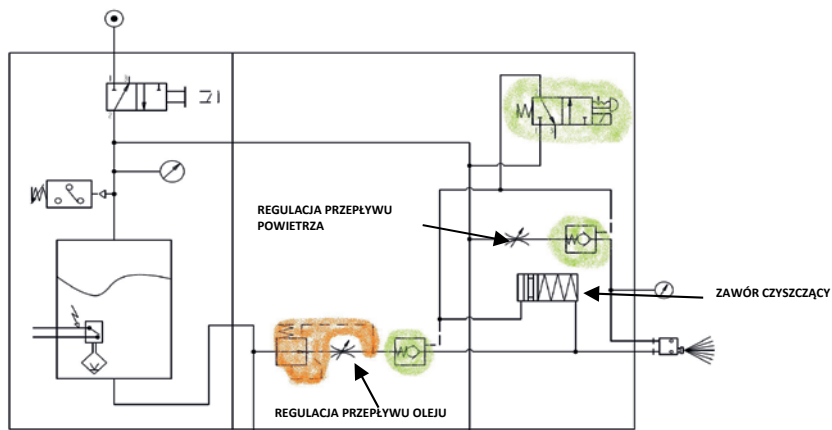 REGULACJA PRZEPŁYWU
POWIETRZA
ZAWÓR CZYSZCZĄCY
REGULACJA PRZEPŁYWU OLEJU